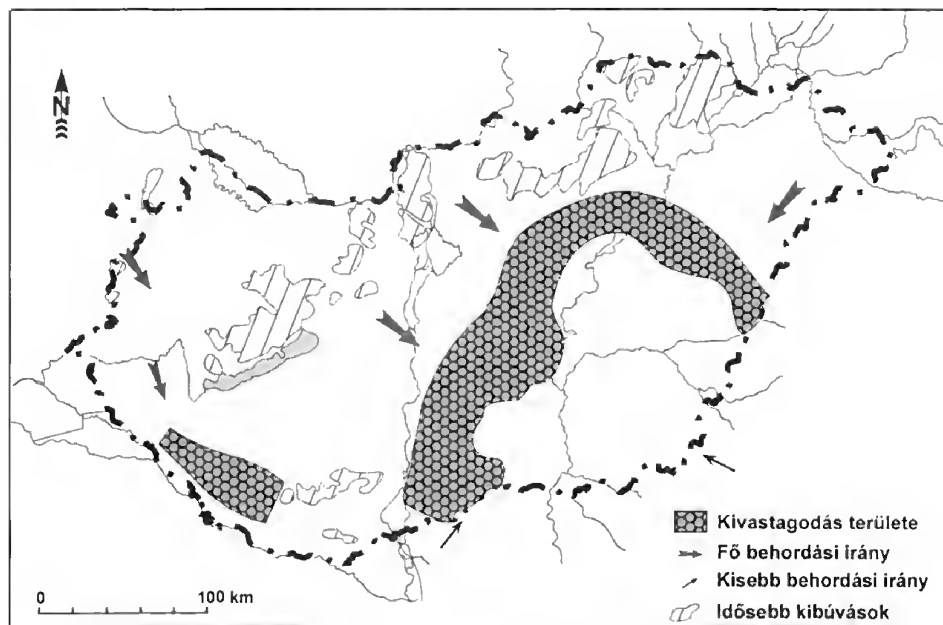 N
Kivastagodás területe
Fő behordási irány
Kisebb behordási irány
Idősebb kibúvások
0 100 km